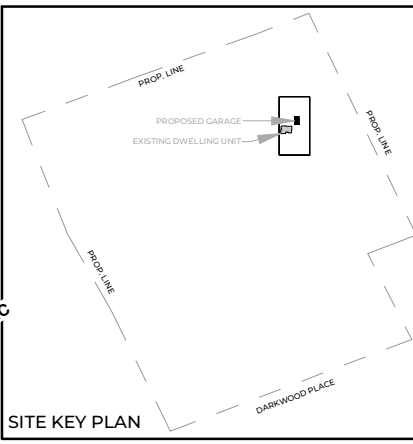 PROP. LINE
PROPOSED GARAGE
EXISTING DWELLING UNIT
PROP. LINE
PROP. LINE
DARKWOOD PLACE
SITE KEY PLAN